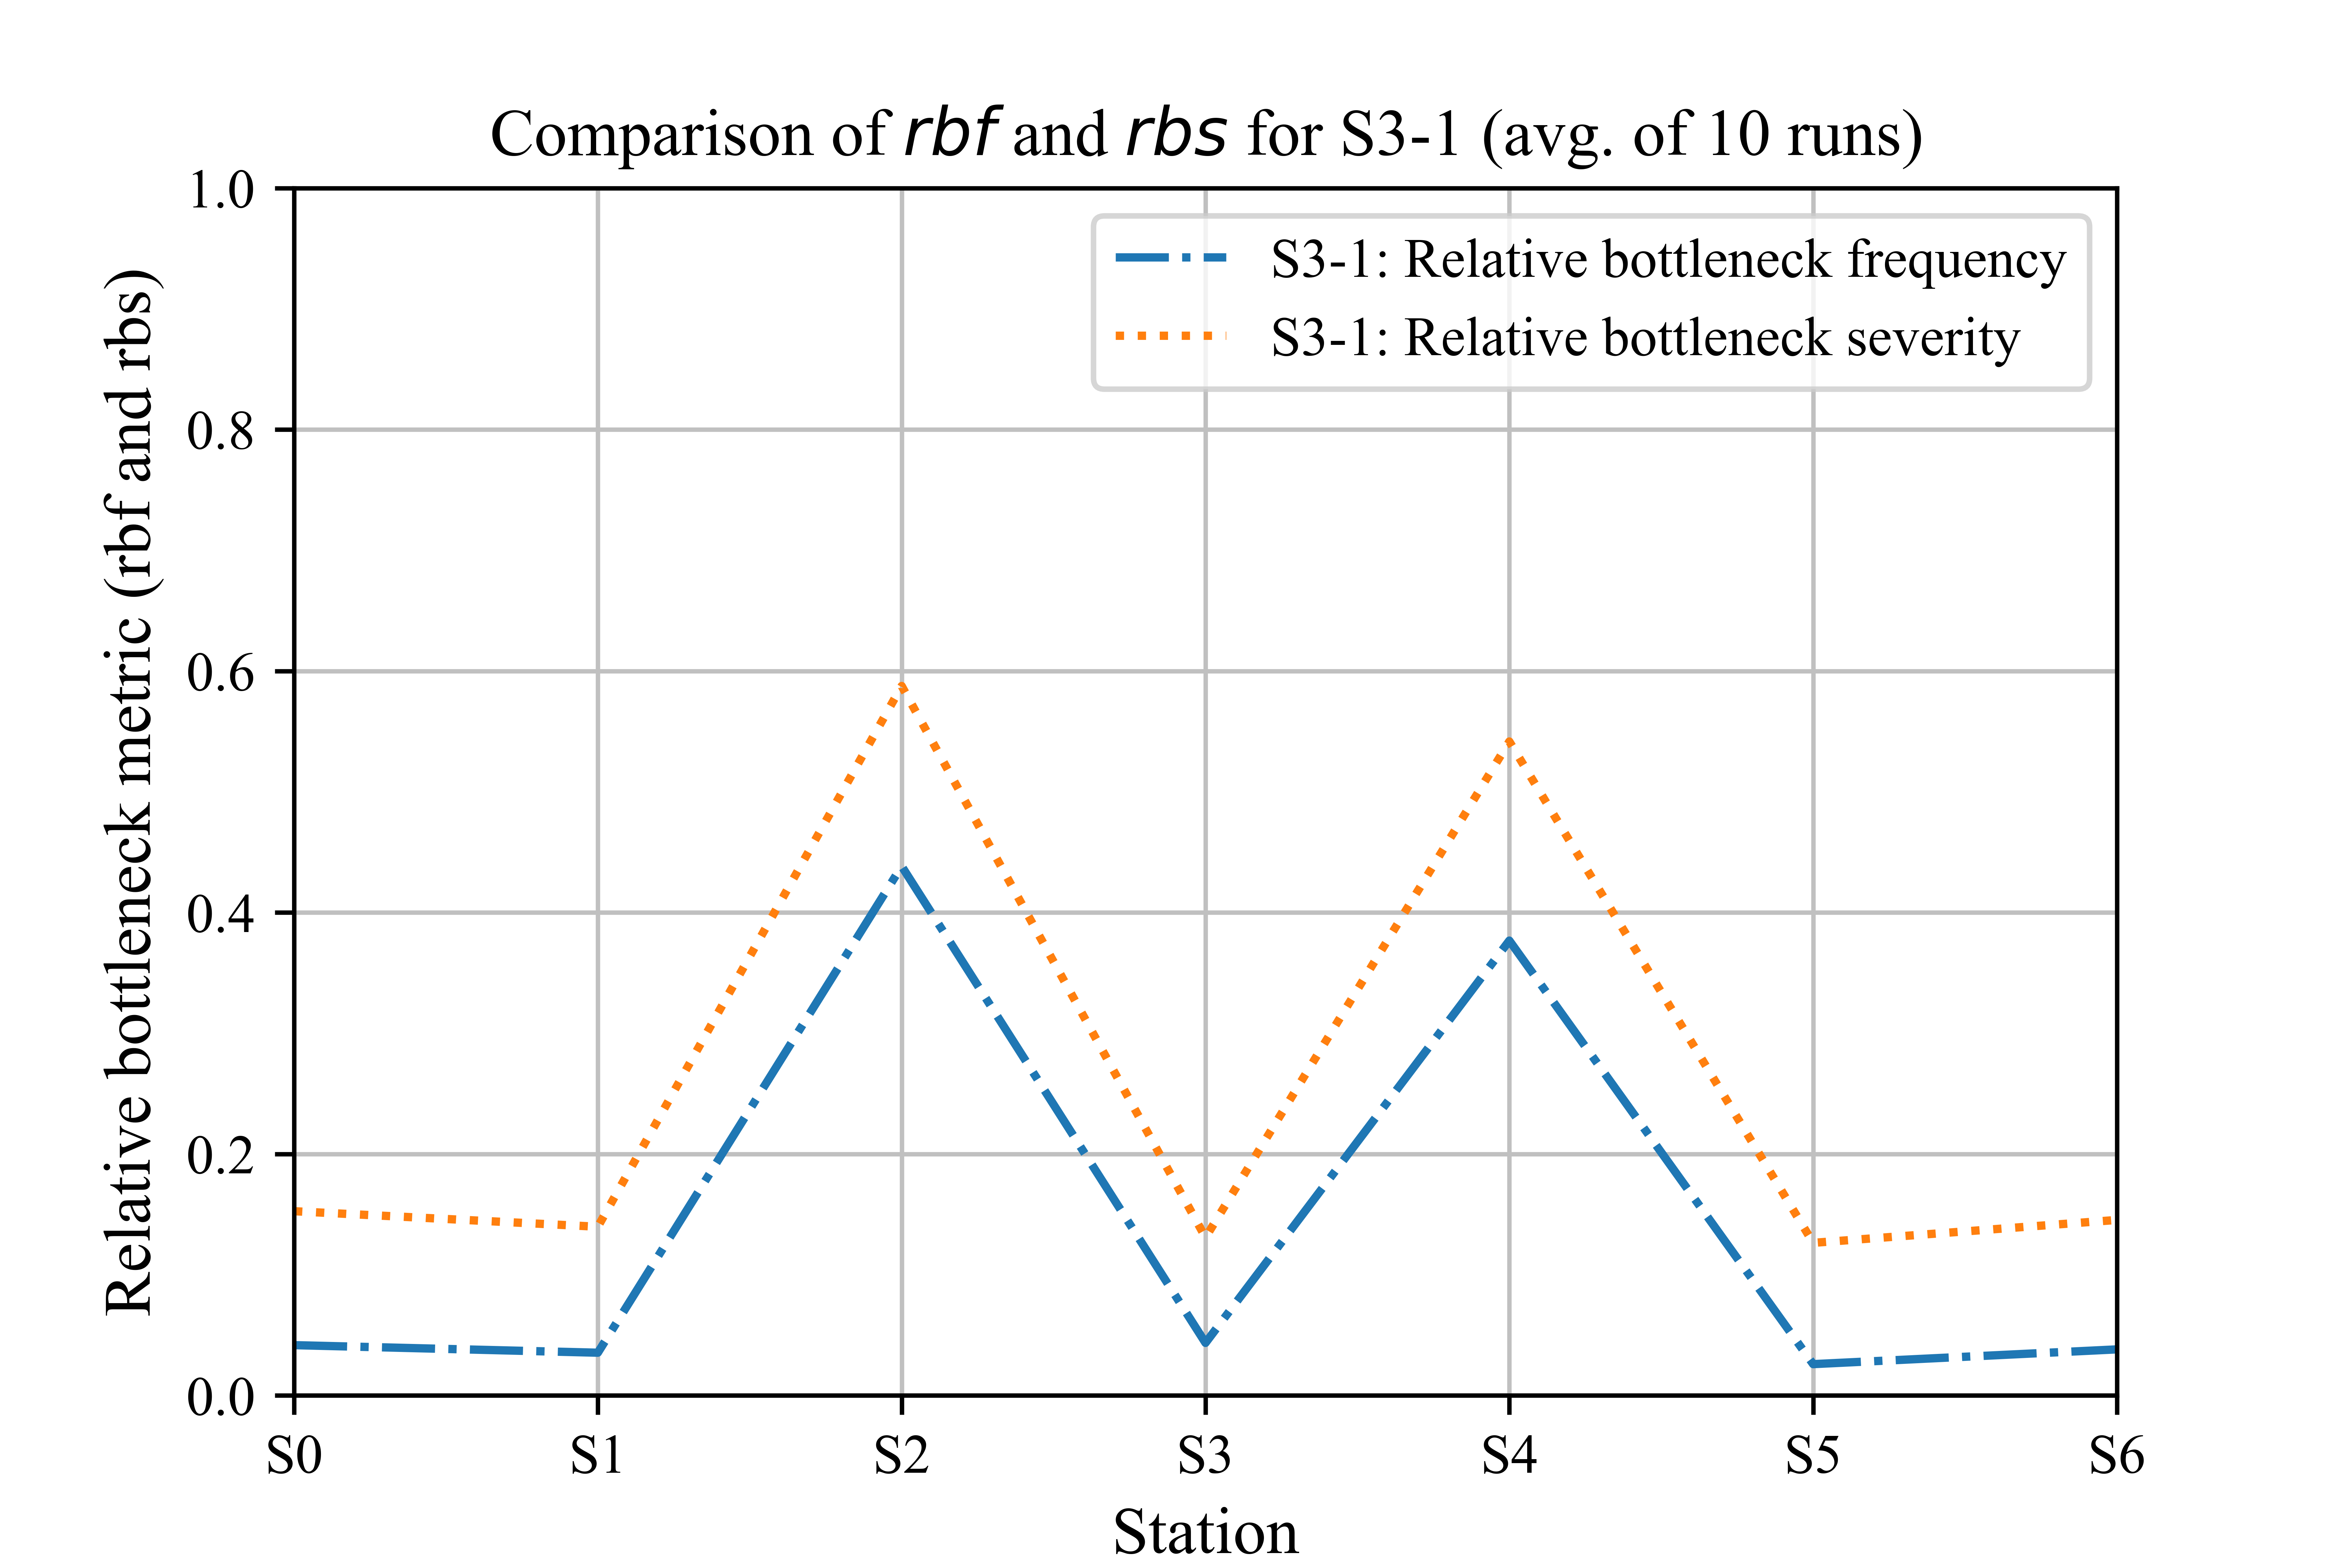 Comparison of rbf and rbs for S3-1 (avg. of 10 runs)
1.0
S3-1: Relative bottleneck frequency
S3-1: Relative bottleneck severity
0.8
0.6
0.4
0.2
0.0
Relative bottleneck metric (rbf and rbs)
S0 S1 S2 S3 S4 S5 S6
Station